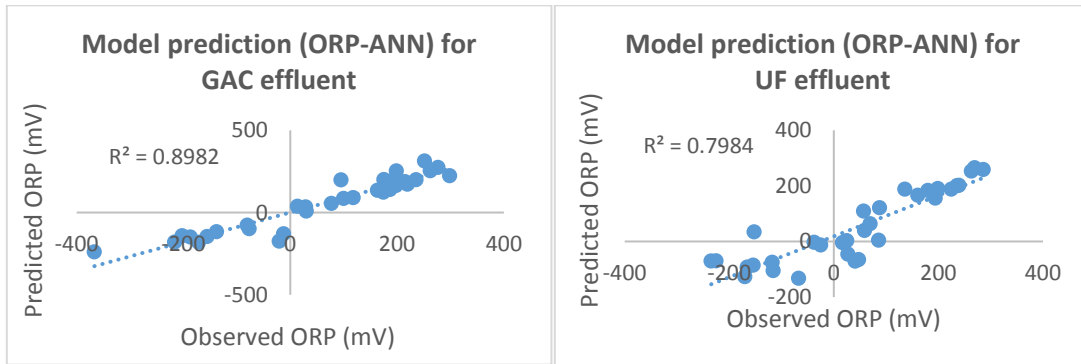 Model prediction (ORP-ANN) for
GAC effluent
Predicted ORP (mV)
R² = 0.8982
500
0
-500
-400
-200
0
200
400
Observed ORP (mV)
Model prediction (ORP-ANN) for
UF effluent
Predicted ORP (mV)
R² = 0.7984
400
200
0
-200
-400
-200
0
200
400
Observed ORP (mV)